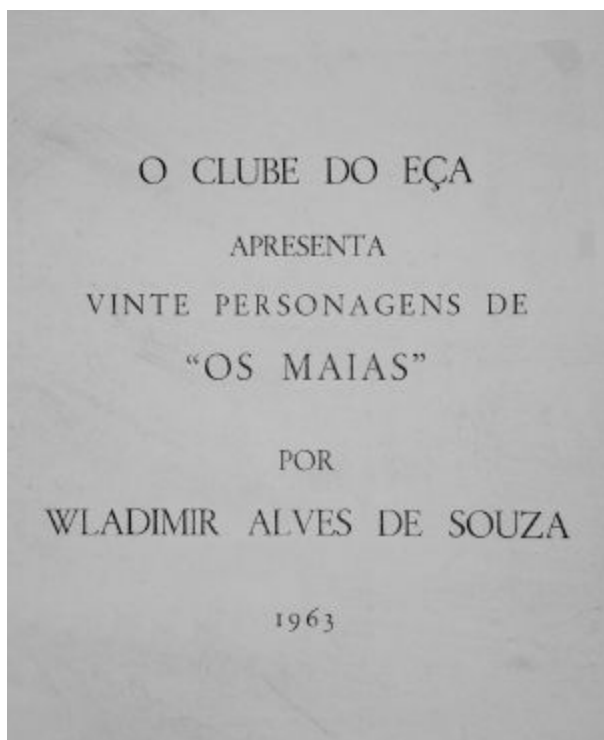 O CLUBE DO EÇA
APRESENTA
VINTE PERSONAGENS DE
“OS MAIAS”
POR
WLADIMIR ALVES DE SOUZA
1963